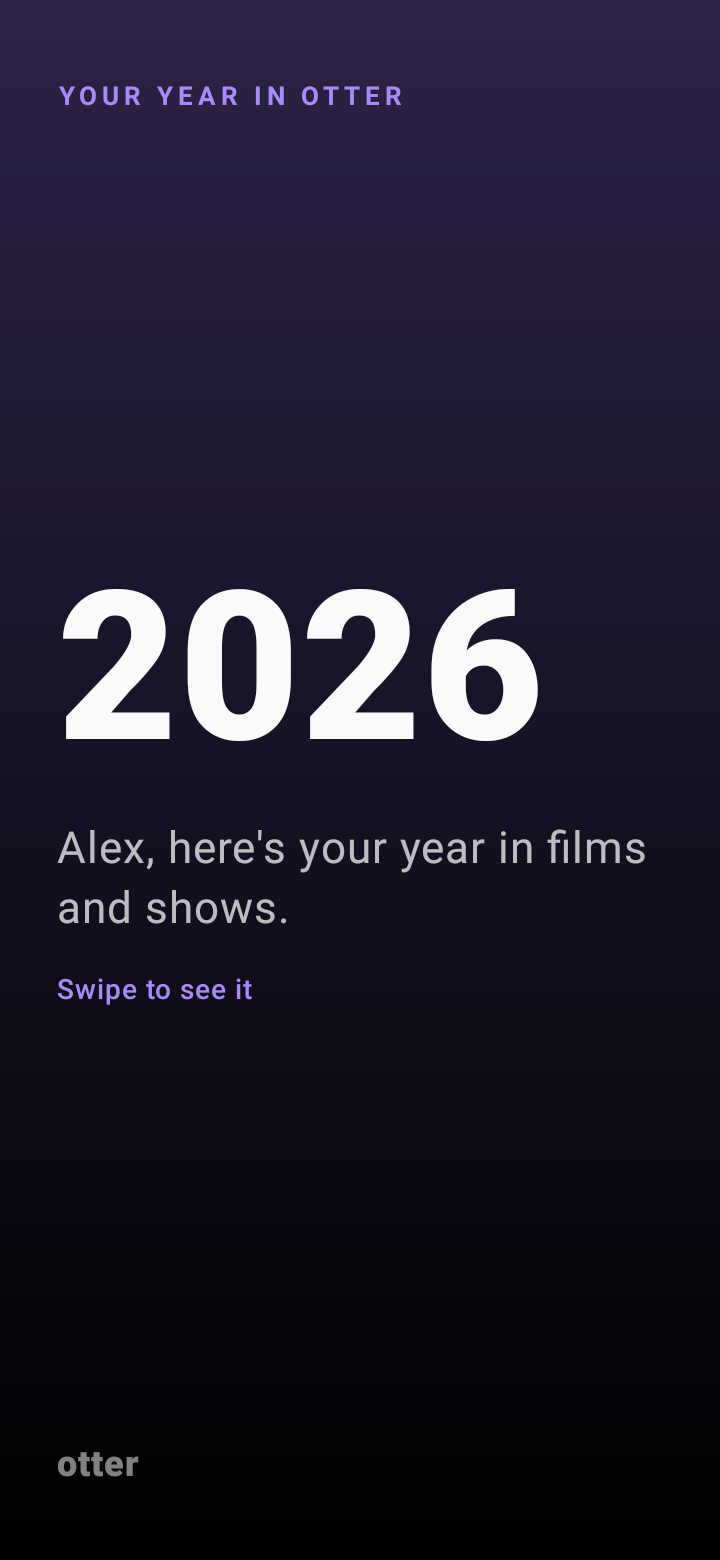 YOUR YEAR IN OTTER
2026
Alex, here's your year in films
and shows.
Swipe to see it
otter